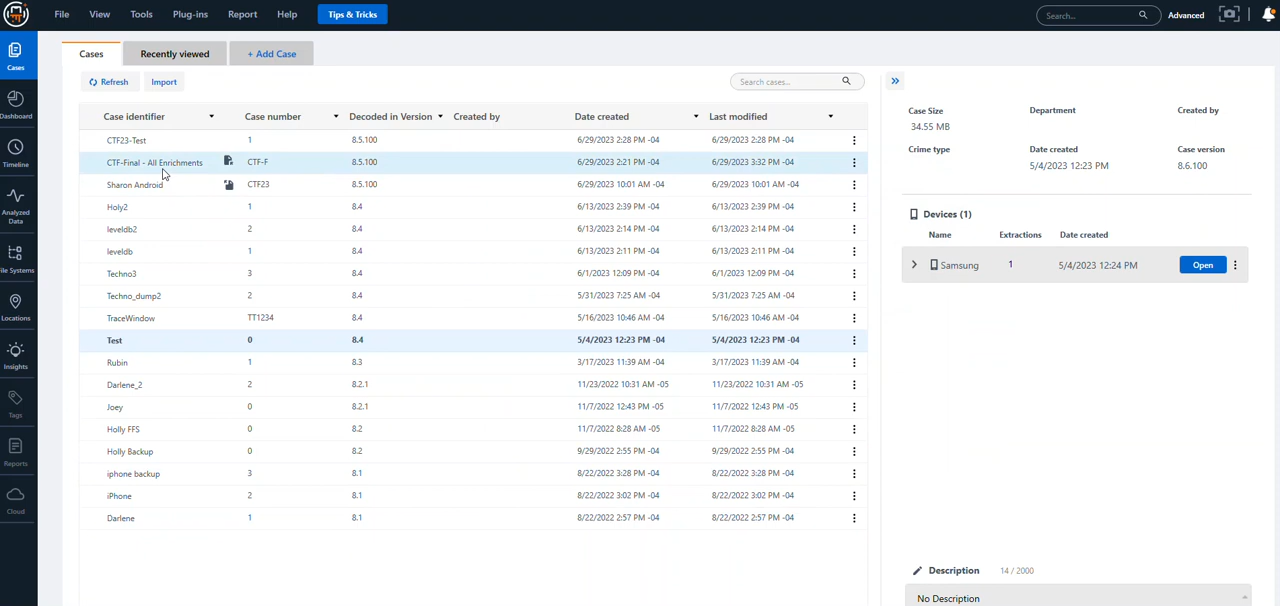 File View Tools Plug-ins Report Help Tips & Tricks Search... Advanced
Cases
Dashboard
Timeline
Analyzed
Data
ile Systems
Locations
Insights
Tags
Reports
Cloud
Cases Recently viewed + Add Case
Refresh Import Search cases...
Case identifier Case number Decoded in Version Created by Date created Last modified
CTF23-Test 1 8.5.100 6/29/2023 2:28 PM -04 6/29/2023 2:28 PM -04
CTF-Final - All Enrichments CTF-F 8.5.100 6/29/2023 2:21 PM -04 6/29/2023 3:32 PM -04
Sharon Android CTF23 8.5.100 6/29/2023 10:01 AM -04 6/29/2023 10:01 AM -04
Holy2 1 8.4 6/13/2023 2:39 PM -04 6/13/2023 2:39 PM -04
leveldb2 2 8.4 6/13/2023 2:14 PM -04 6/13/2023 2:14 PM -04
leveldb 1 8.4 6/13/2023 2:11 PM -04 6/13/2023 2:11 PM -04
Techno3 3 8.4 6/1/2023 12:09 PM -04 6/1/2023 12:09 PM -04
Techno_dump2 2 8.4 5/31/2023 7:25 AM -04 5/31/2023 7:25 AM -04
TraceWindow TT1234 8.4 5/16/2023 10:46 AM -04 5/16/2023 10:46 AM -04
Test 0 8.4 5/4/2023 12:23 PM -04 5/4/2023 12:23 PM -04
Rubin 1 8.3 3/17/2023 11:39 AM -04 3/17/2023 11:39 AM -04
Darlene_2 2 8.2.1 11/23/2022 10:31 AM -05 11/23/2022 10:31 AM -05
Joey 0 8.2.1 11/7/2022 12:43 PM -05 11/7/2022 12:43 PM -05
Holly FFS 0 8.2 11/7/2022 8:28 AM -05 11/7/2022 8:28 AM -05
Holly Backup 0 8.2 9/29/2022 2:55 PM -04 9/29/2022 2:55 PM -04
iphone backup 3 8.1 8/22/2022 3:28 PM -04 8/22/2022 3:28 PM -04
iPhone 2 8.1 8/22/2022 3:02 PM -04 8/22/2022 3:02 PM -04
Darlene 1 8.1 8/22/2022 2:57 PM -04 8/22/2022 2:57 PM -04
Case Size Department Created by
34.55 MB
Crime type Date created Case version
5/4/2023 12:23 PM 8.6.100
Devices (1)
Name Extractions Date created
Samsung 1 5/4/2023 12:24 PM Open
Description 14 / 2000
No Description